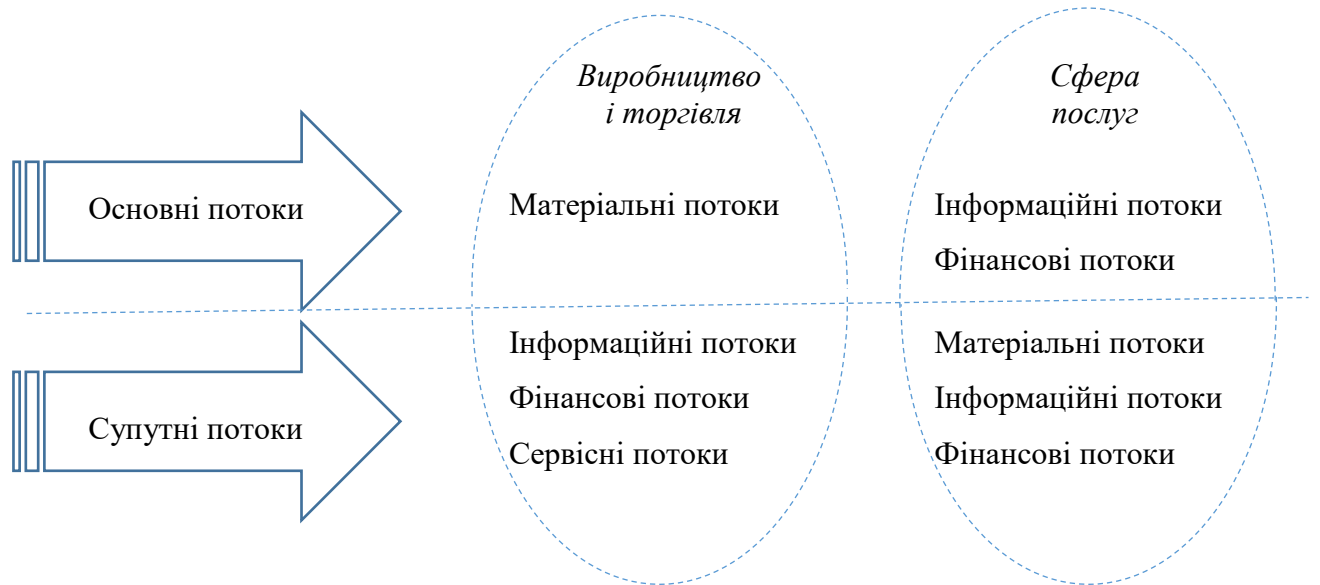 Виробництво
і торгівля
Сфера
послуг
Основні потоки
Матеріальні потоки
Інформаційні потоки
Фінансові потоки
Супутні потоки
Інформаційні потоки
Фінансові потоки
Сервісні потоки
Матеріальні потоки
Інформаційні потоки
Фінансові потоки